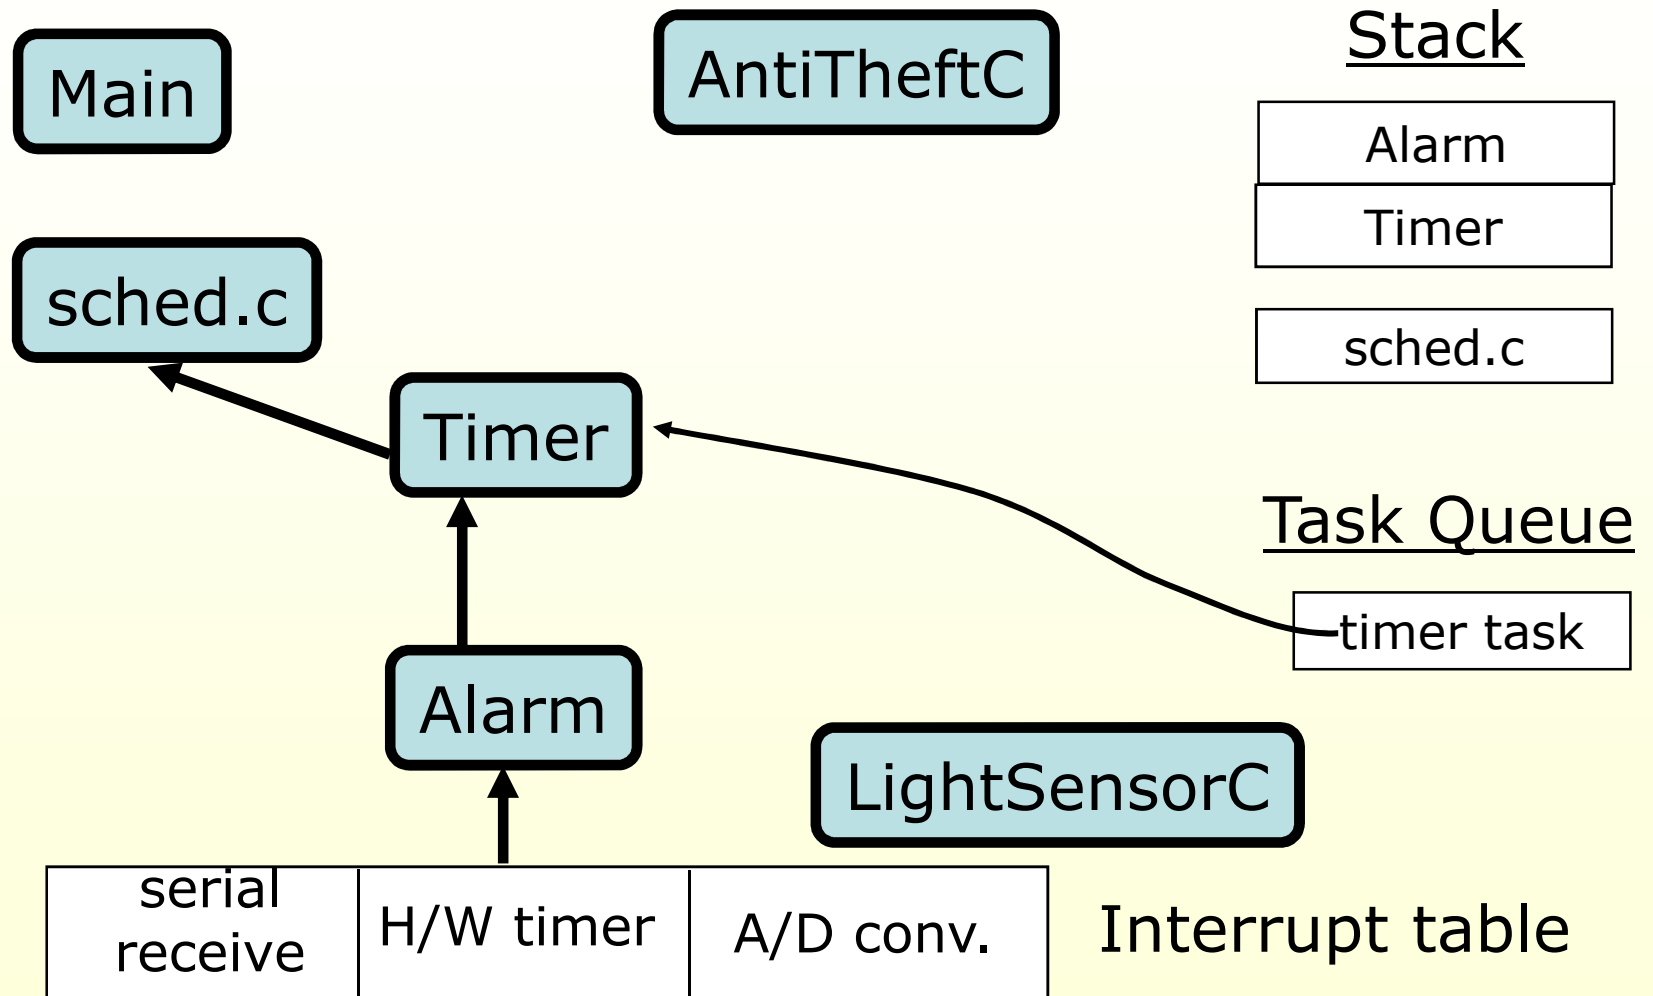 Main
AntiTheftC
Stack
Alarm
Timer
sched.c
sched.c
Timer
Task Queue
timer task
Alarm
LightSensorC
serial
receive
H/W timer
A/D conv.
Interrupt table